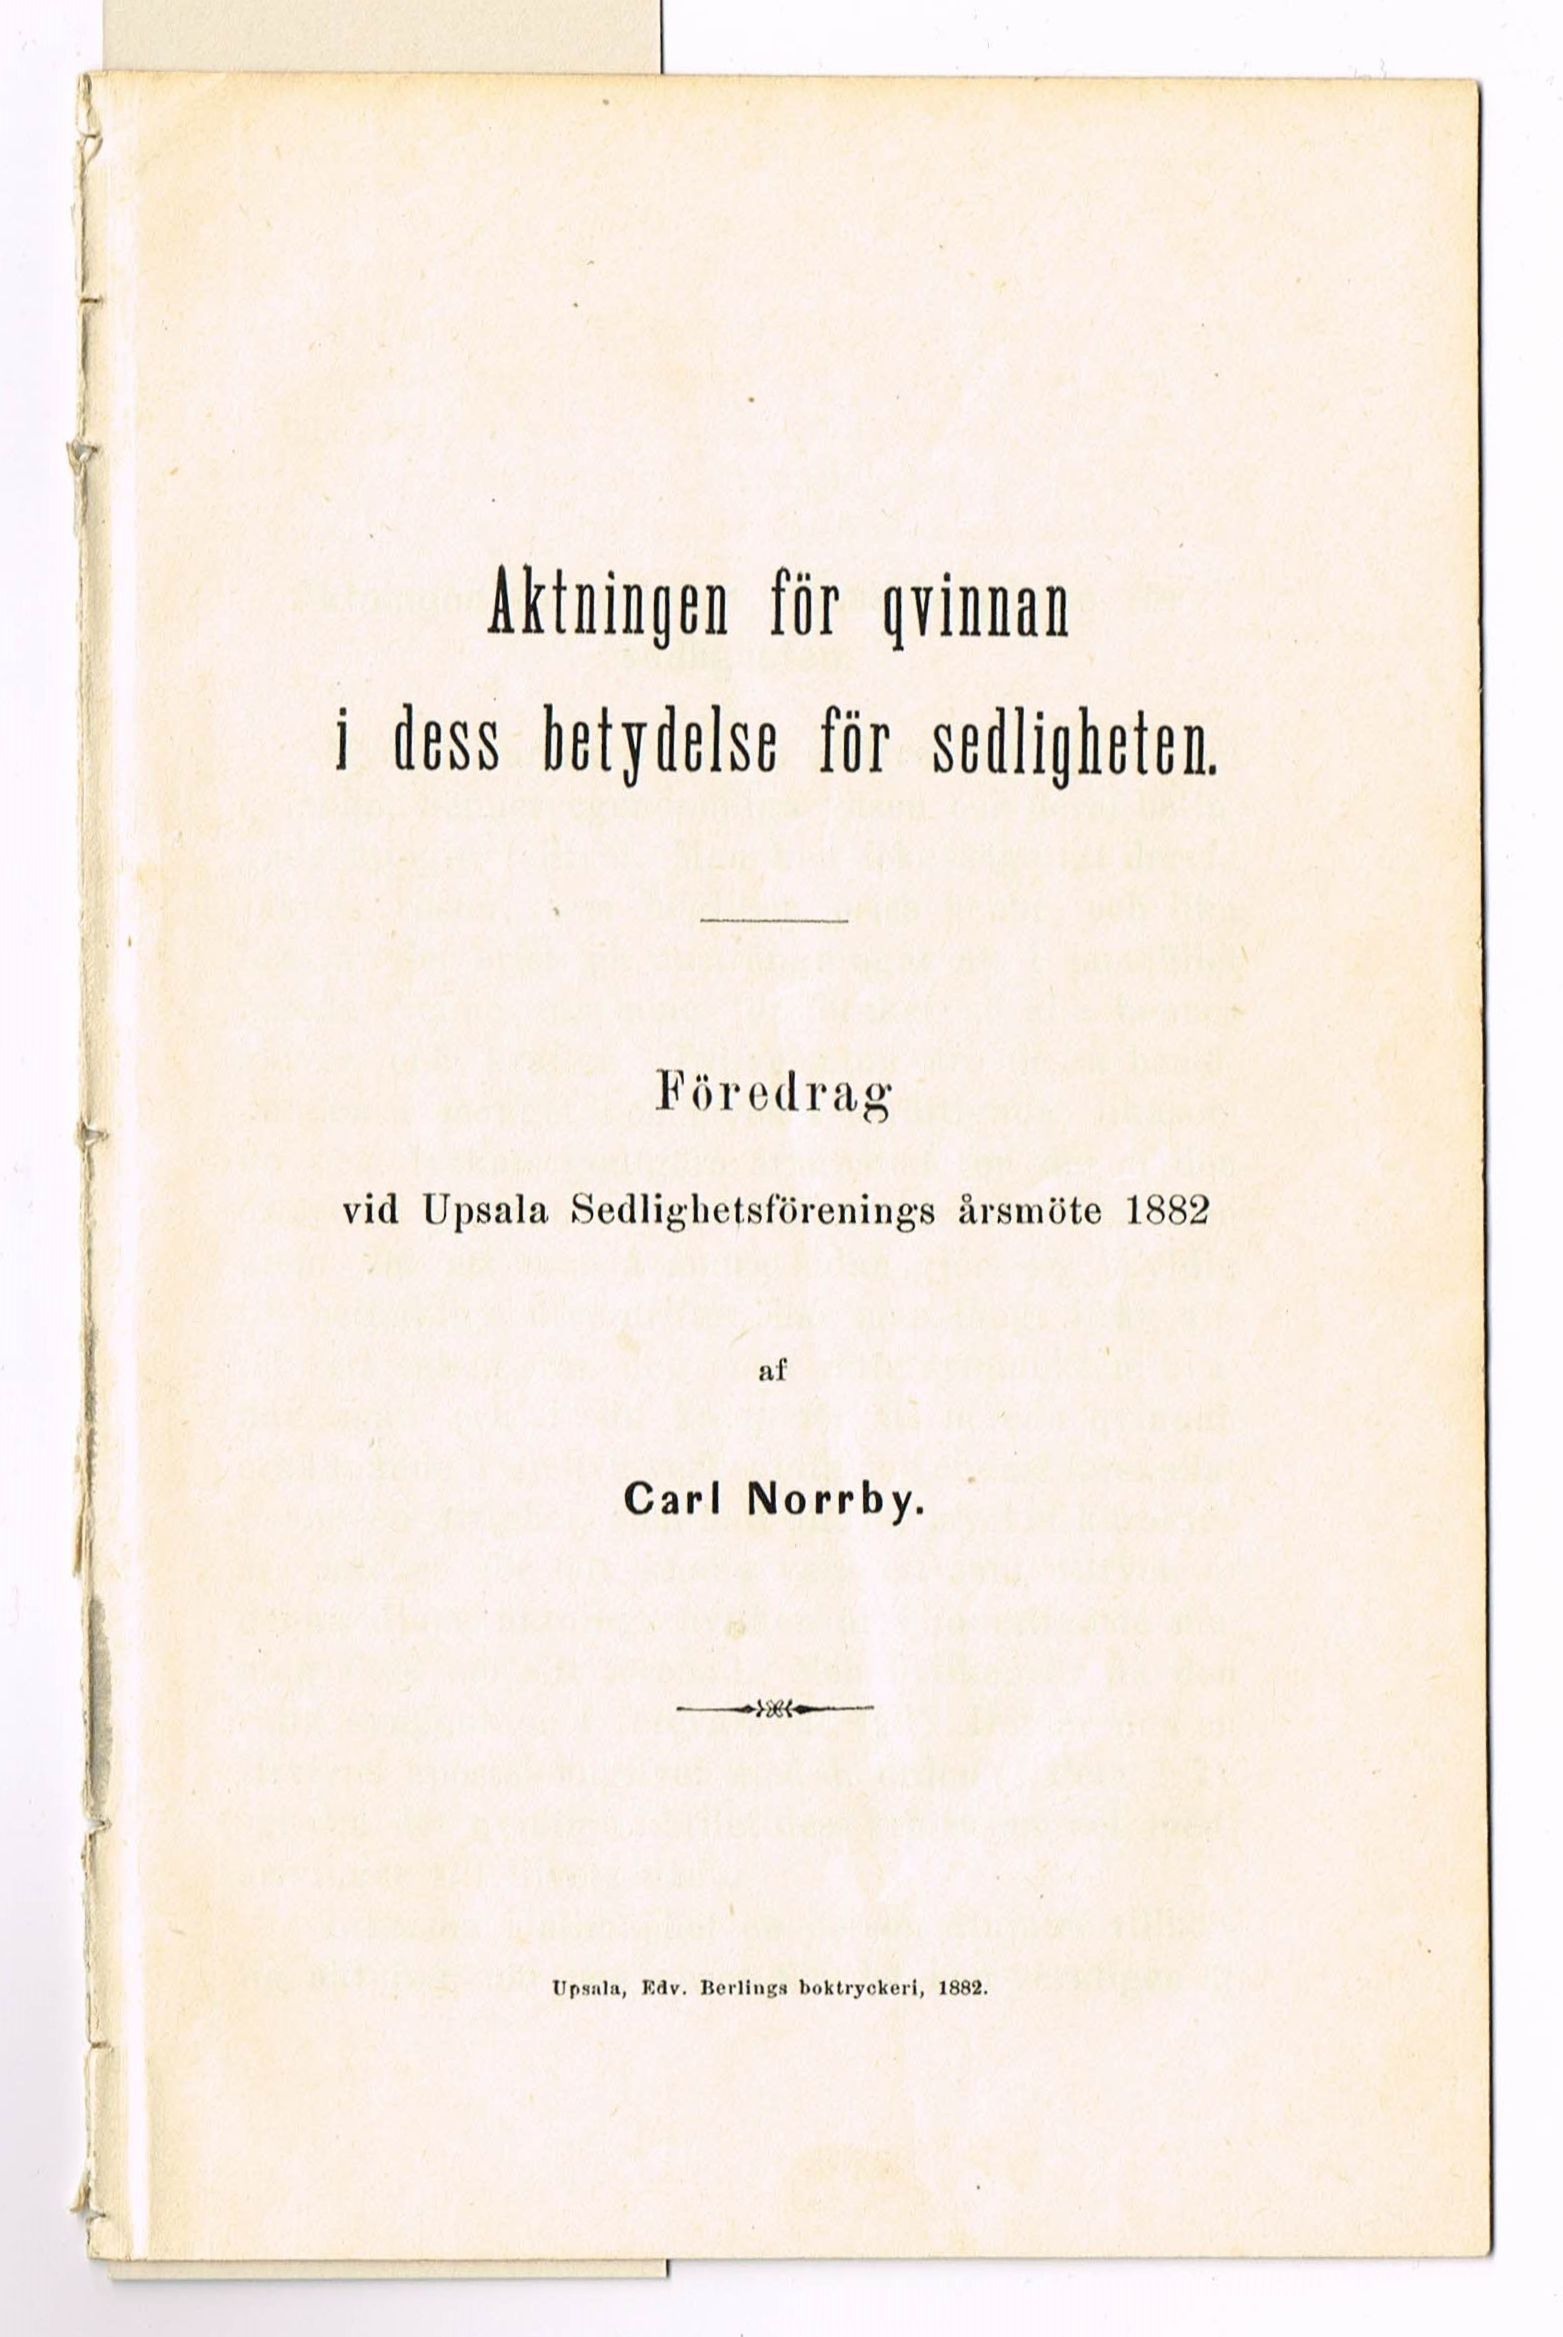 Aktningen för qvinnan
i dess betydelse för sedligheten.
Föredrag
vid Upsala Sedlighetsförenings årsmöte 1882
af
Carl Norrby.
Upsala, Edv. Berlings boktryckeri, 1882.